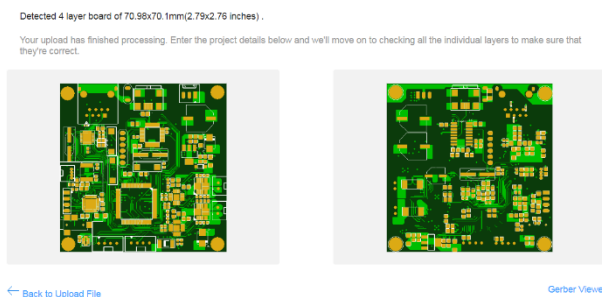 Detected 4 layer board of 70.98x70.1mm(2.79x2.76 inches) .
Your upload has finished processing. Enter the project details below and we'll move on to checking all the individual layers to make sure that
they're correct.
← Back to Upload File
Gerber Viewe